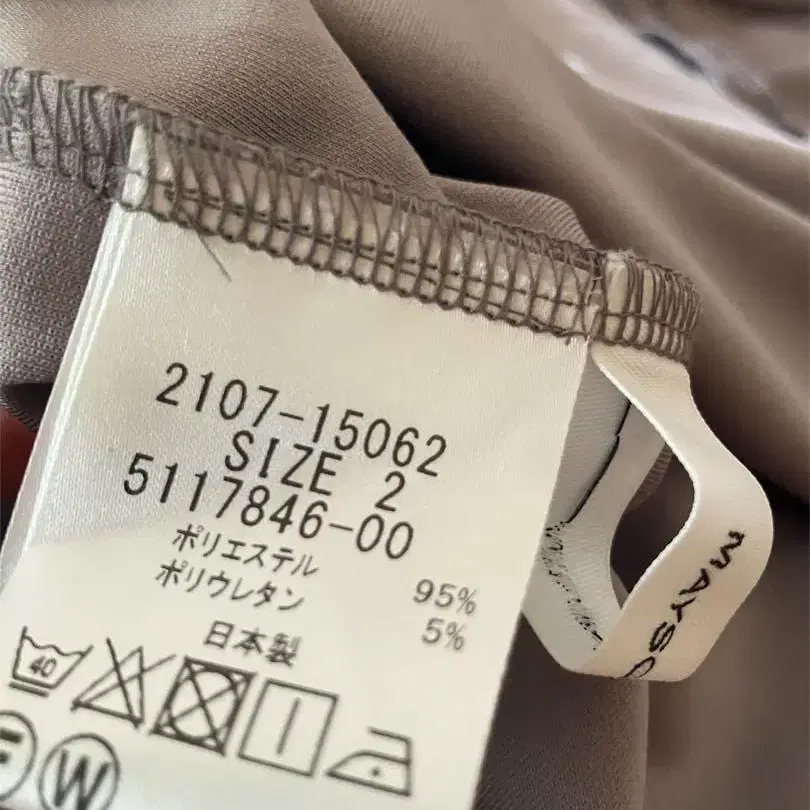 2107-15062
SIZE 2
5117846-00
ポリエステル 95%
ポリウレタン 5%
日本製
40
F W